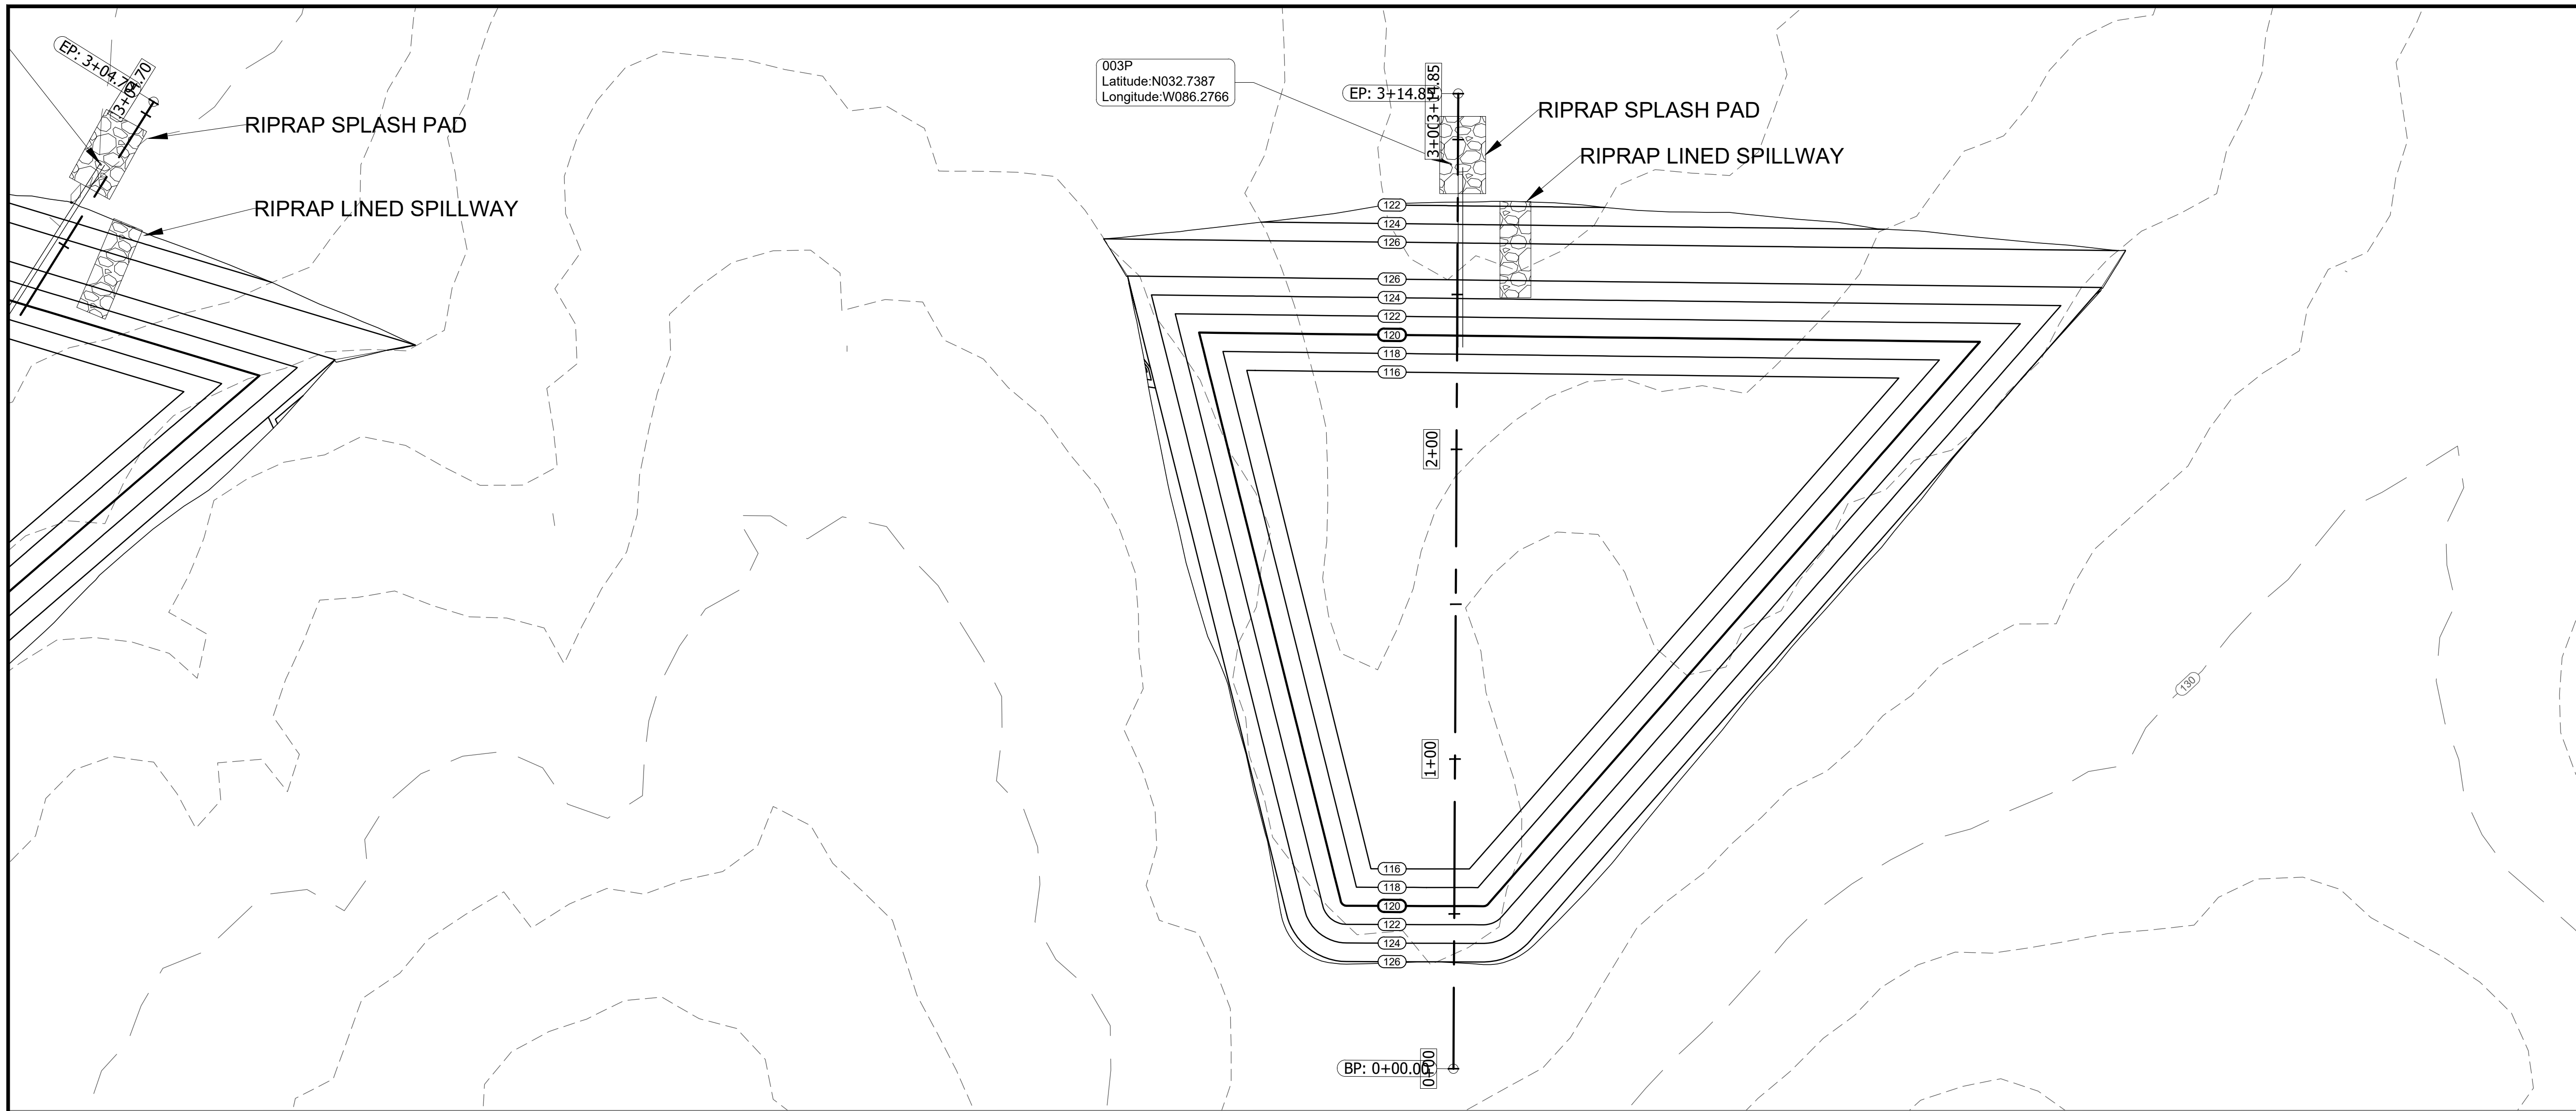 EP: 3+04.70
3+04.70
RIPRAP SPLASH PAD
RIPRAP LINED SPILLWAY
003P
Latitude:N032.7387
Longitude:W086.2766
EP: 3+14.85
3+14.85
3+00
RIPRAP SPLASH PAD
RIPRAP LINED SPILLWAY
122
124
126
126
124
122
120
118
116
2+00
130
1+00
116
118
120
122
124
126
BP: 0+00.00
0+00